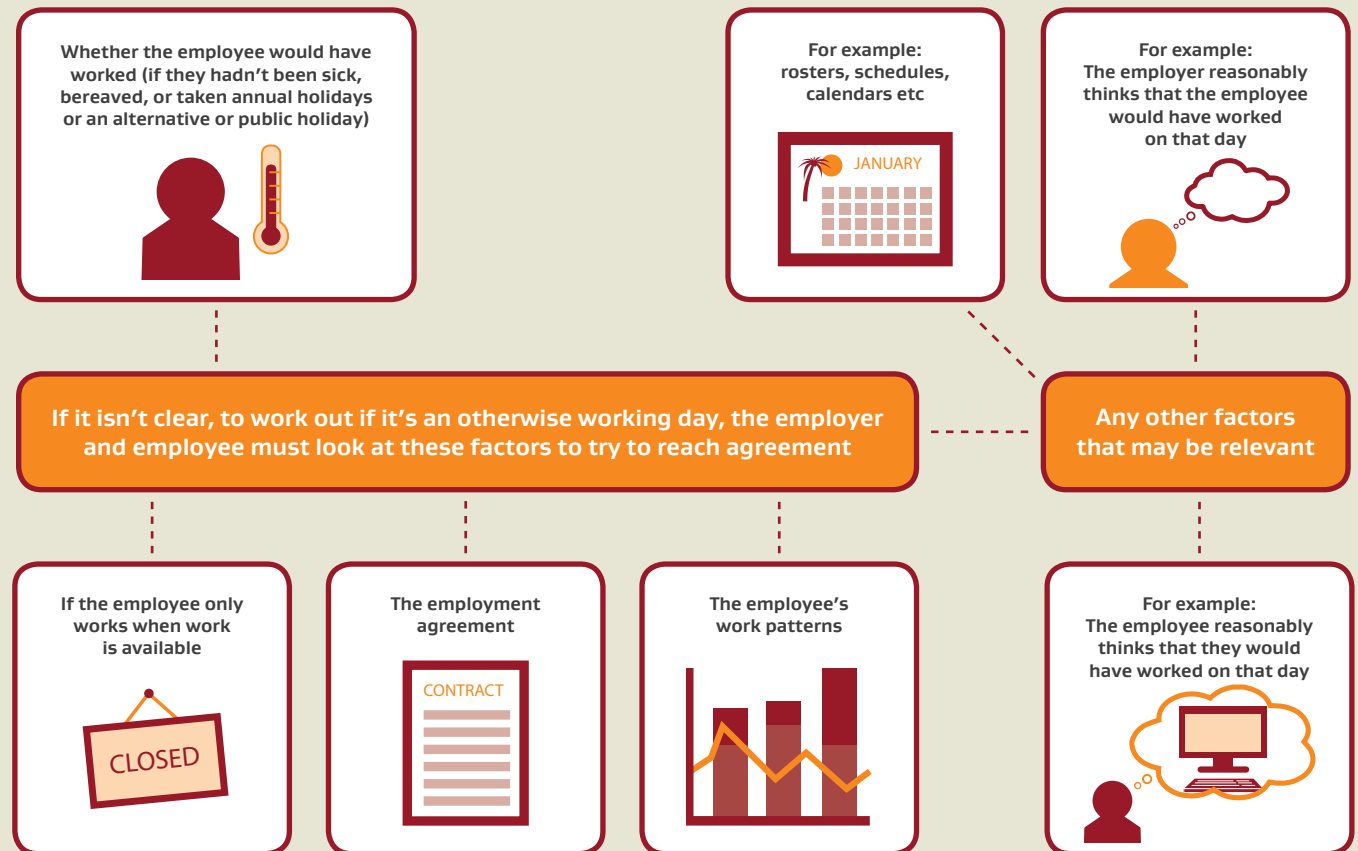 Whether the employee would have
worked (if they hadn't been sick,
bereaved, or taken annual holidays
or an alternative or public holiday)
For example:
rosters, schedules,
calendars etc
JANUARY
For example:
The employer reasonably
thinks that the employee
would have worked
on that day
If it isn't clear, to work out if it's an otherwise working day, the employer
and employee must look at these factors to try to reach agreement
Any other factors
that may be relevant
If the employee only
works when work
is available
CLOSED
The employment
agreement
CONTRACT
The employee's
work patterns
For example:
The employee reasonably
thinks that they would
have worked on that day